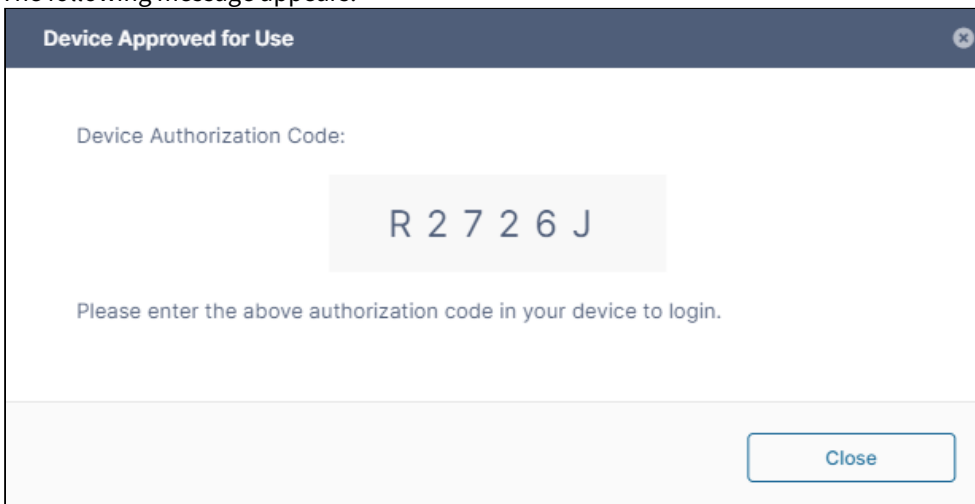 The following message appears:
Device Approved for Use
Device Authorization Code:
R 2 7 2 6 J
Please enter the above authorization code in your device to login.
Close